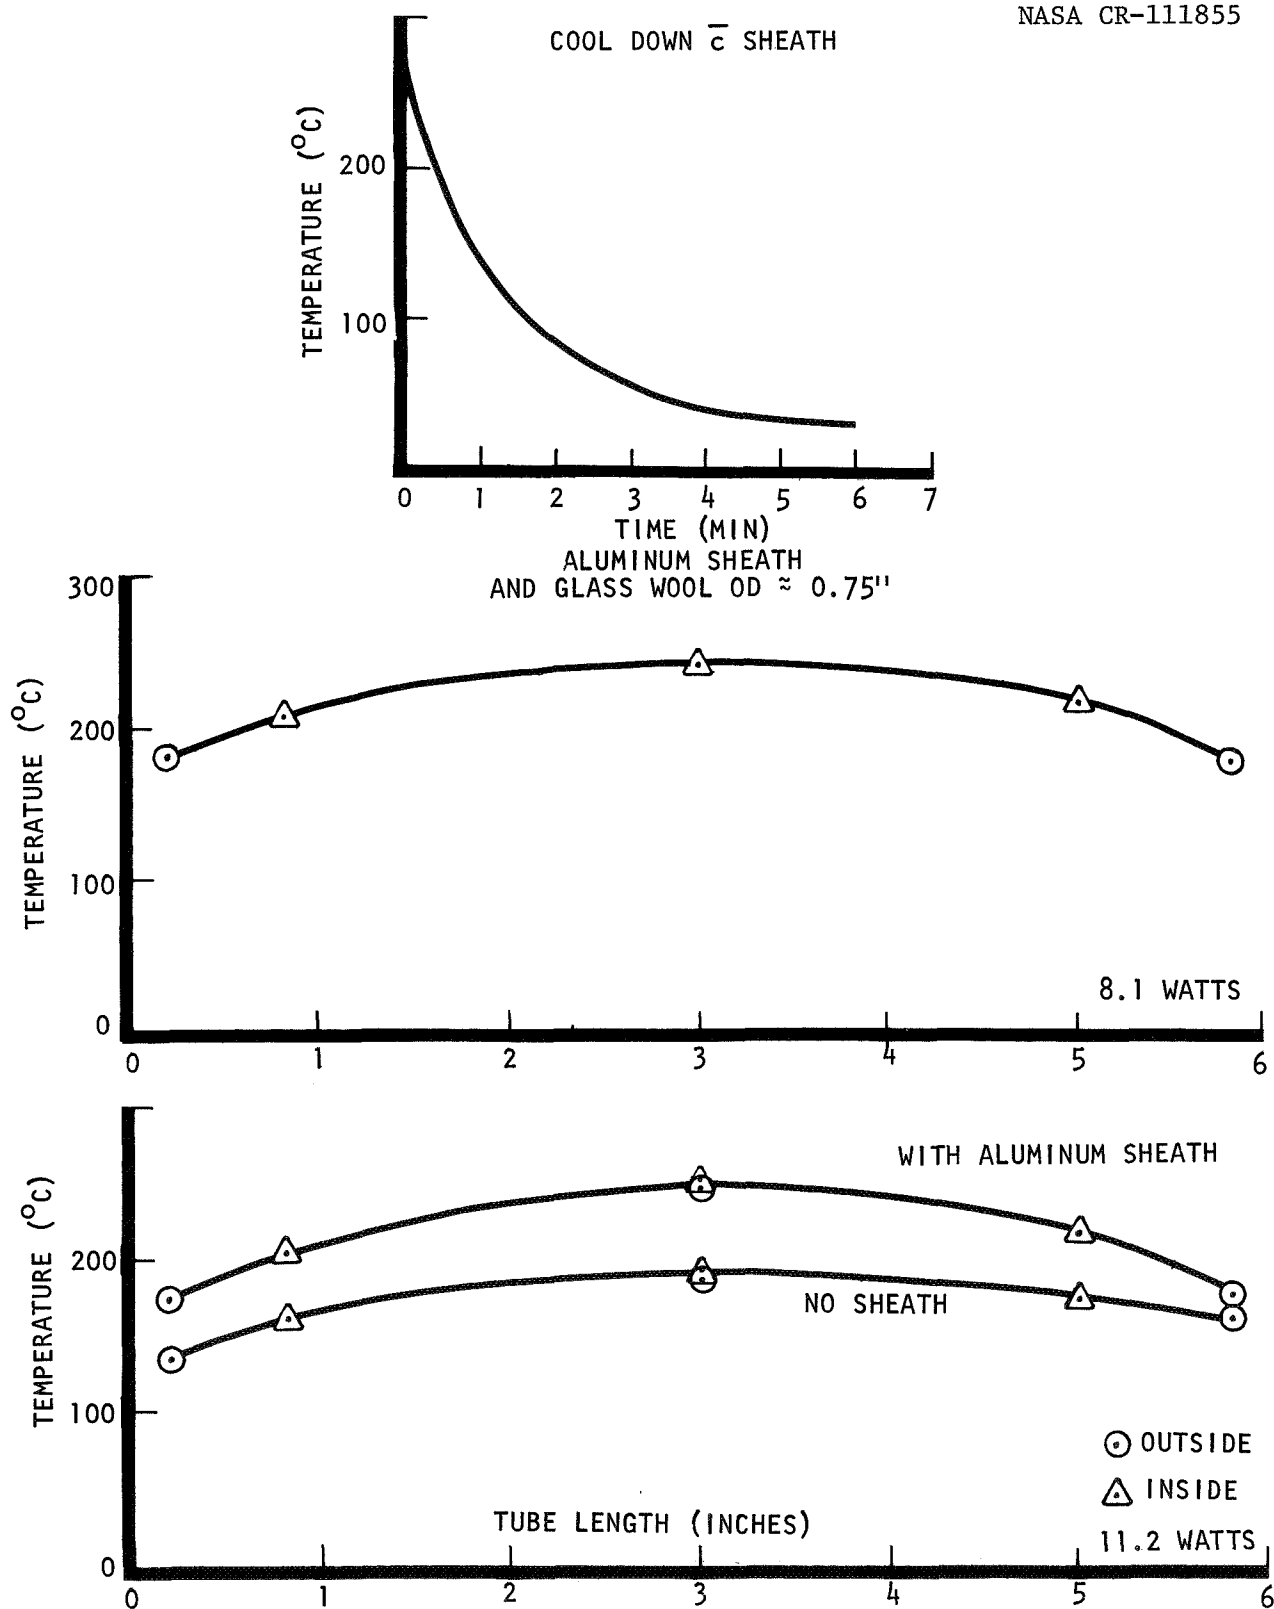 NASA CR-111855
COOL DOWN c̅ SHEATH
TEMPERATURE (°C)
200
100
0 1 2 3 4 5 6 7
TIME (MIN)
ALUMINUM SHEATH
AND GLASS WOOL OD ≈ 0.75"
TEMPERATURE (°C)
300
200
100
0
8.1 WATTS
0 1 2 3 4 5 6
WITH ALUMINUM SHEATH
TEMPERATURE (°C)
200
NO SHEATH
100
OUTSIDE
INSIDE
TUBE LENGTH (INCHES)
11.2 WATTS
0
0 1 2 3 4 5 6